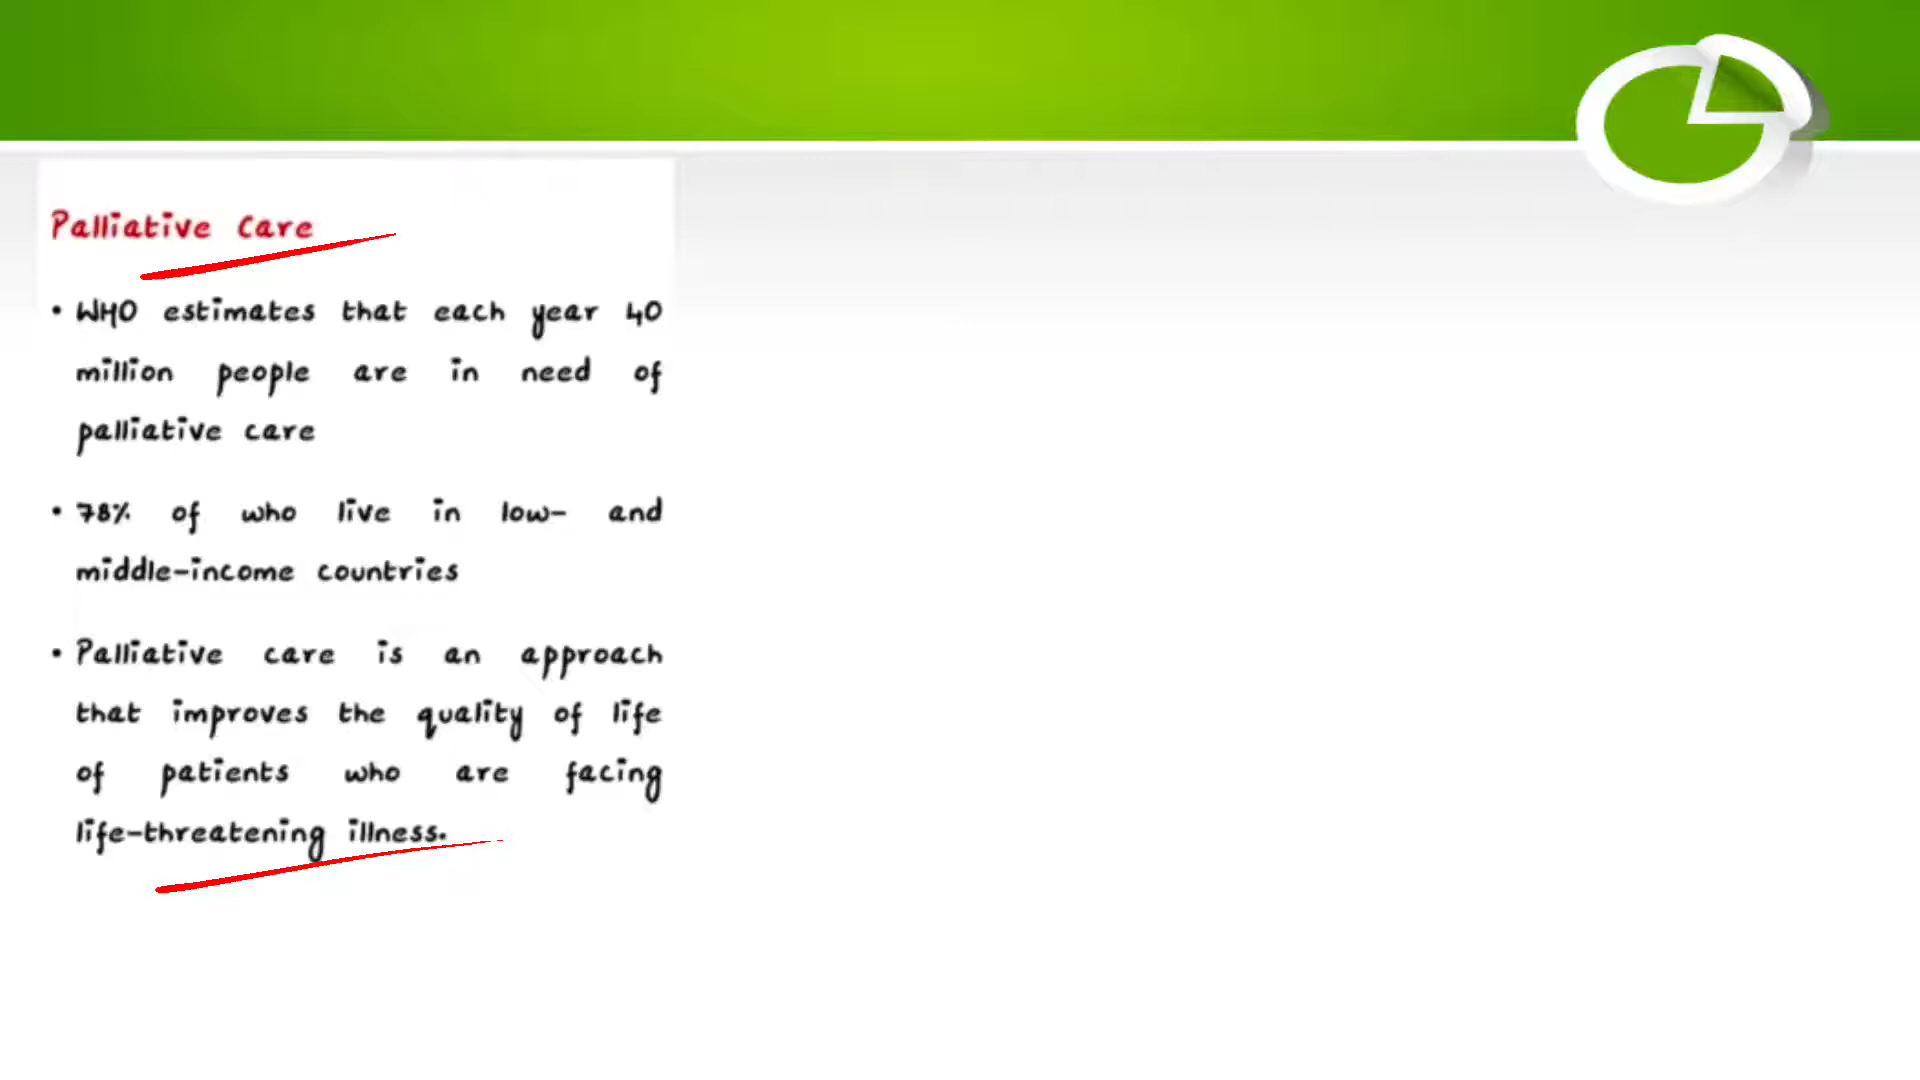 Palliative Care
• WHO estimates that each year 40
million people are in need of
palliative care
• 78% of who live in low- and
middle-income countries
• Palliative care is an approach
that improves the quality of life
of patients who are facing
life-threatening illness.